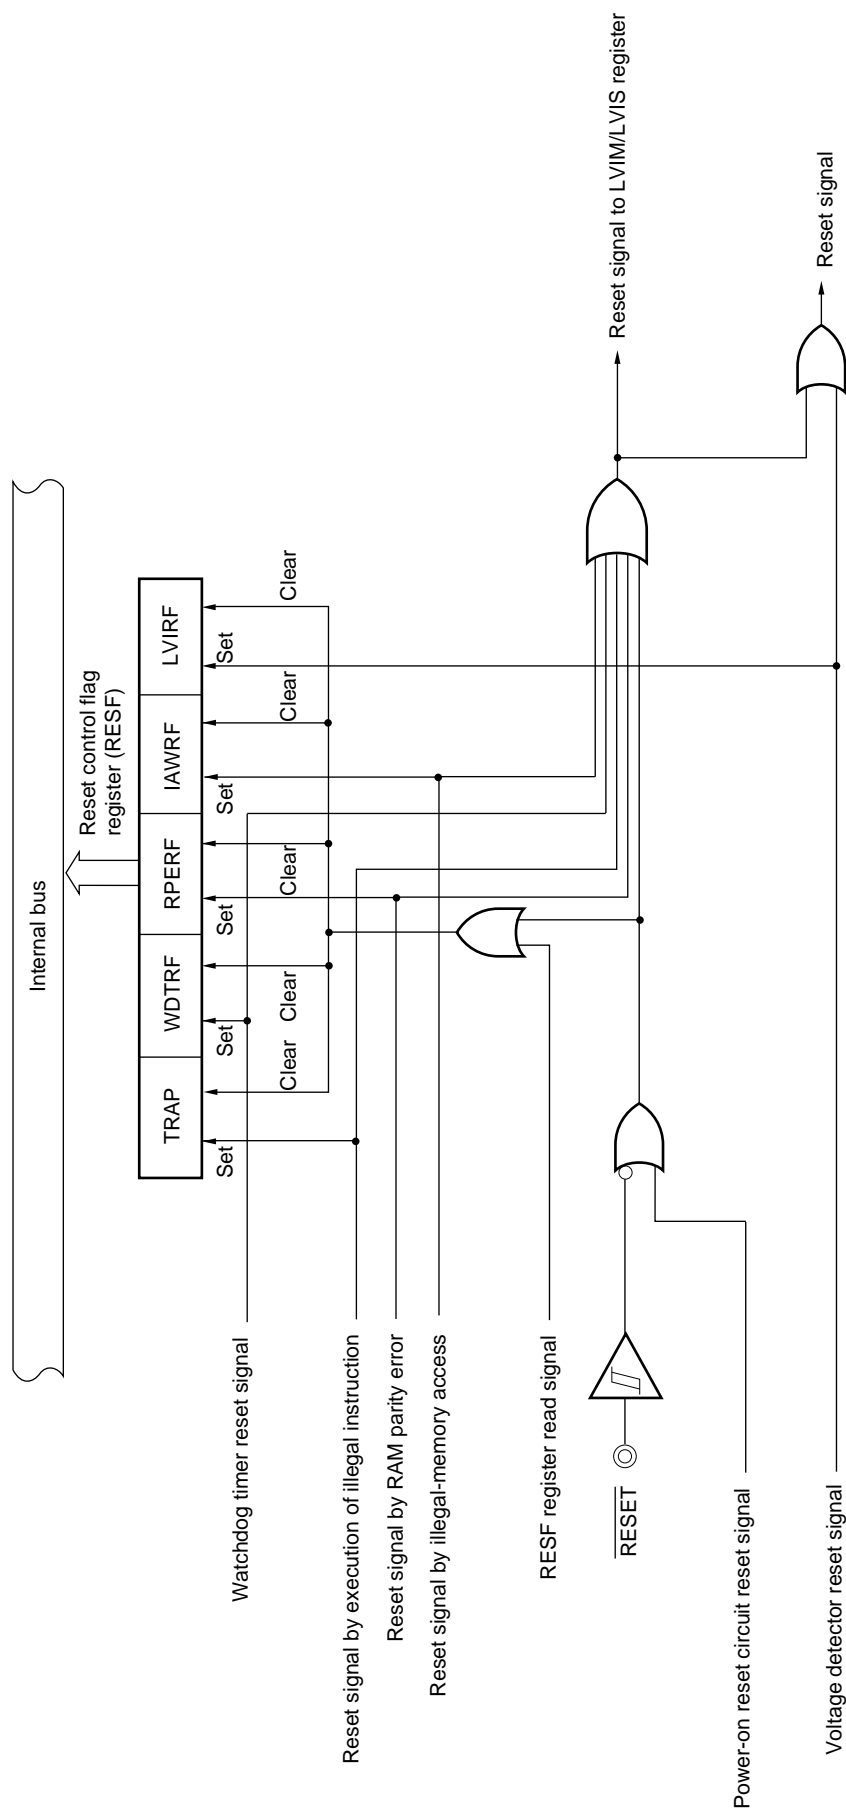 Internal bus
Reset control flag
register (RESF)
TRAP
WDTRF
RPERF
IAWRF
LVIRF
Set
Set
Set
Set
Set
Clear
Clear
Clear
Clear
Clear
Watchdog timer reset signal
Reset signal by execution of illegal instruction
Reset signal by RAM parity error
Reset signal by illegal-memory access
RESF register read signal
RESET
Reset signal to LVIM/LVIS register
Power-on reset circuit reset signal
Voltage detector reset signal
Reset signal